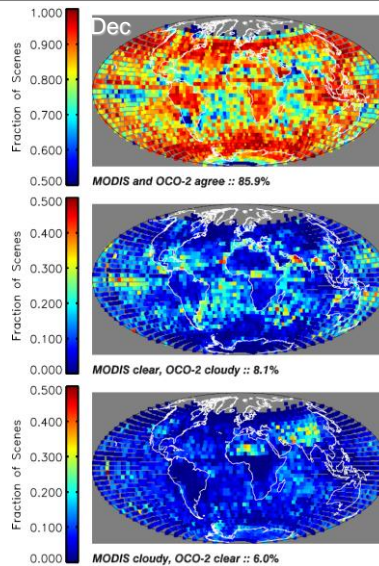 Dec
Fraction of Scenes
1.000
0.900
0.800
0.700
0.600
0.500
MODIS and OCO-2 agree :: 85.9%
Fraction of Scenes
0.500
0.400
0.300
0.200
0.100
0.000
MODIS clear, OCO-2 cloudy :: 8.1%
Fraction of Scenes
0.500
0.400
0.300
0.200
0.100
0.000
MODIS cloudy, OCO-2 clear :: 6.0%